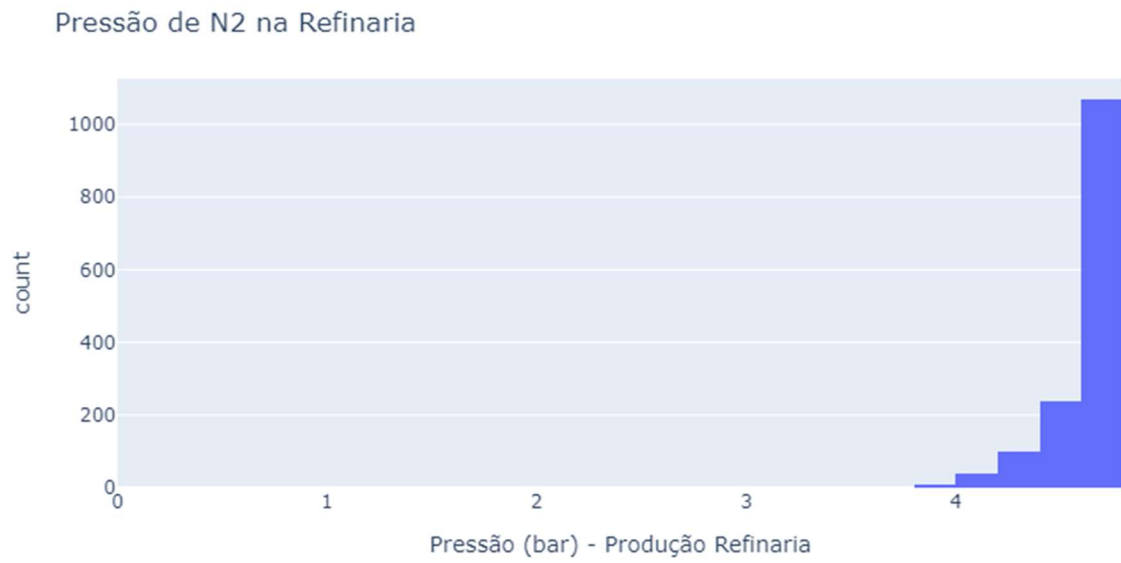 Pressão de N2 na Refinaria
1000
800
600
400
200
0
count
0 1 2 3 4
Pressão (bar) - Produção Refinaria